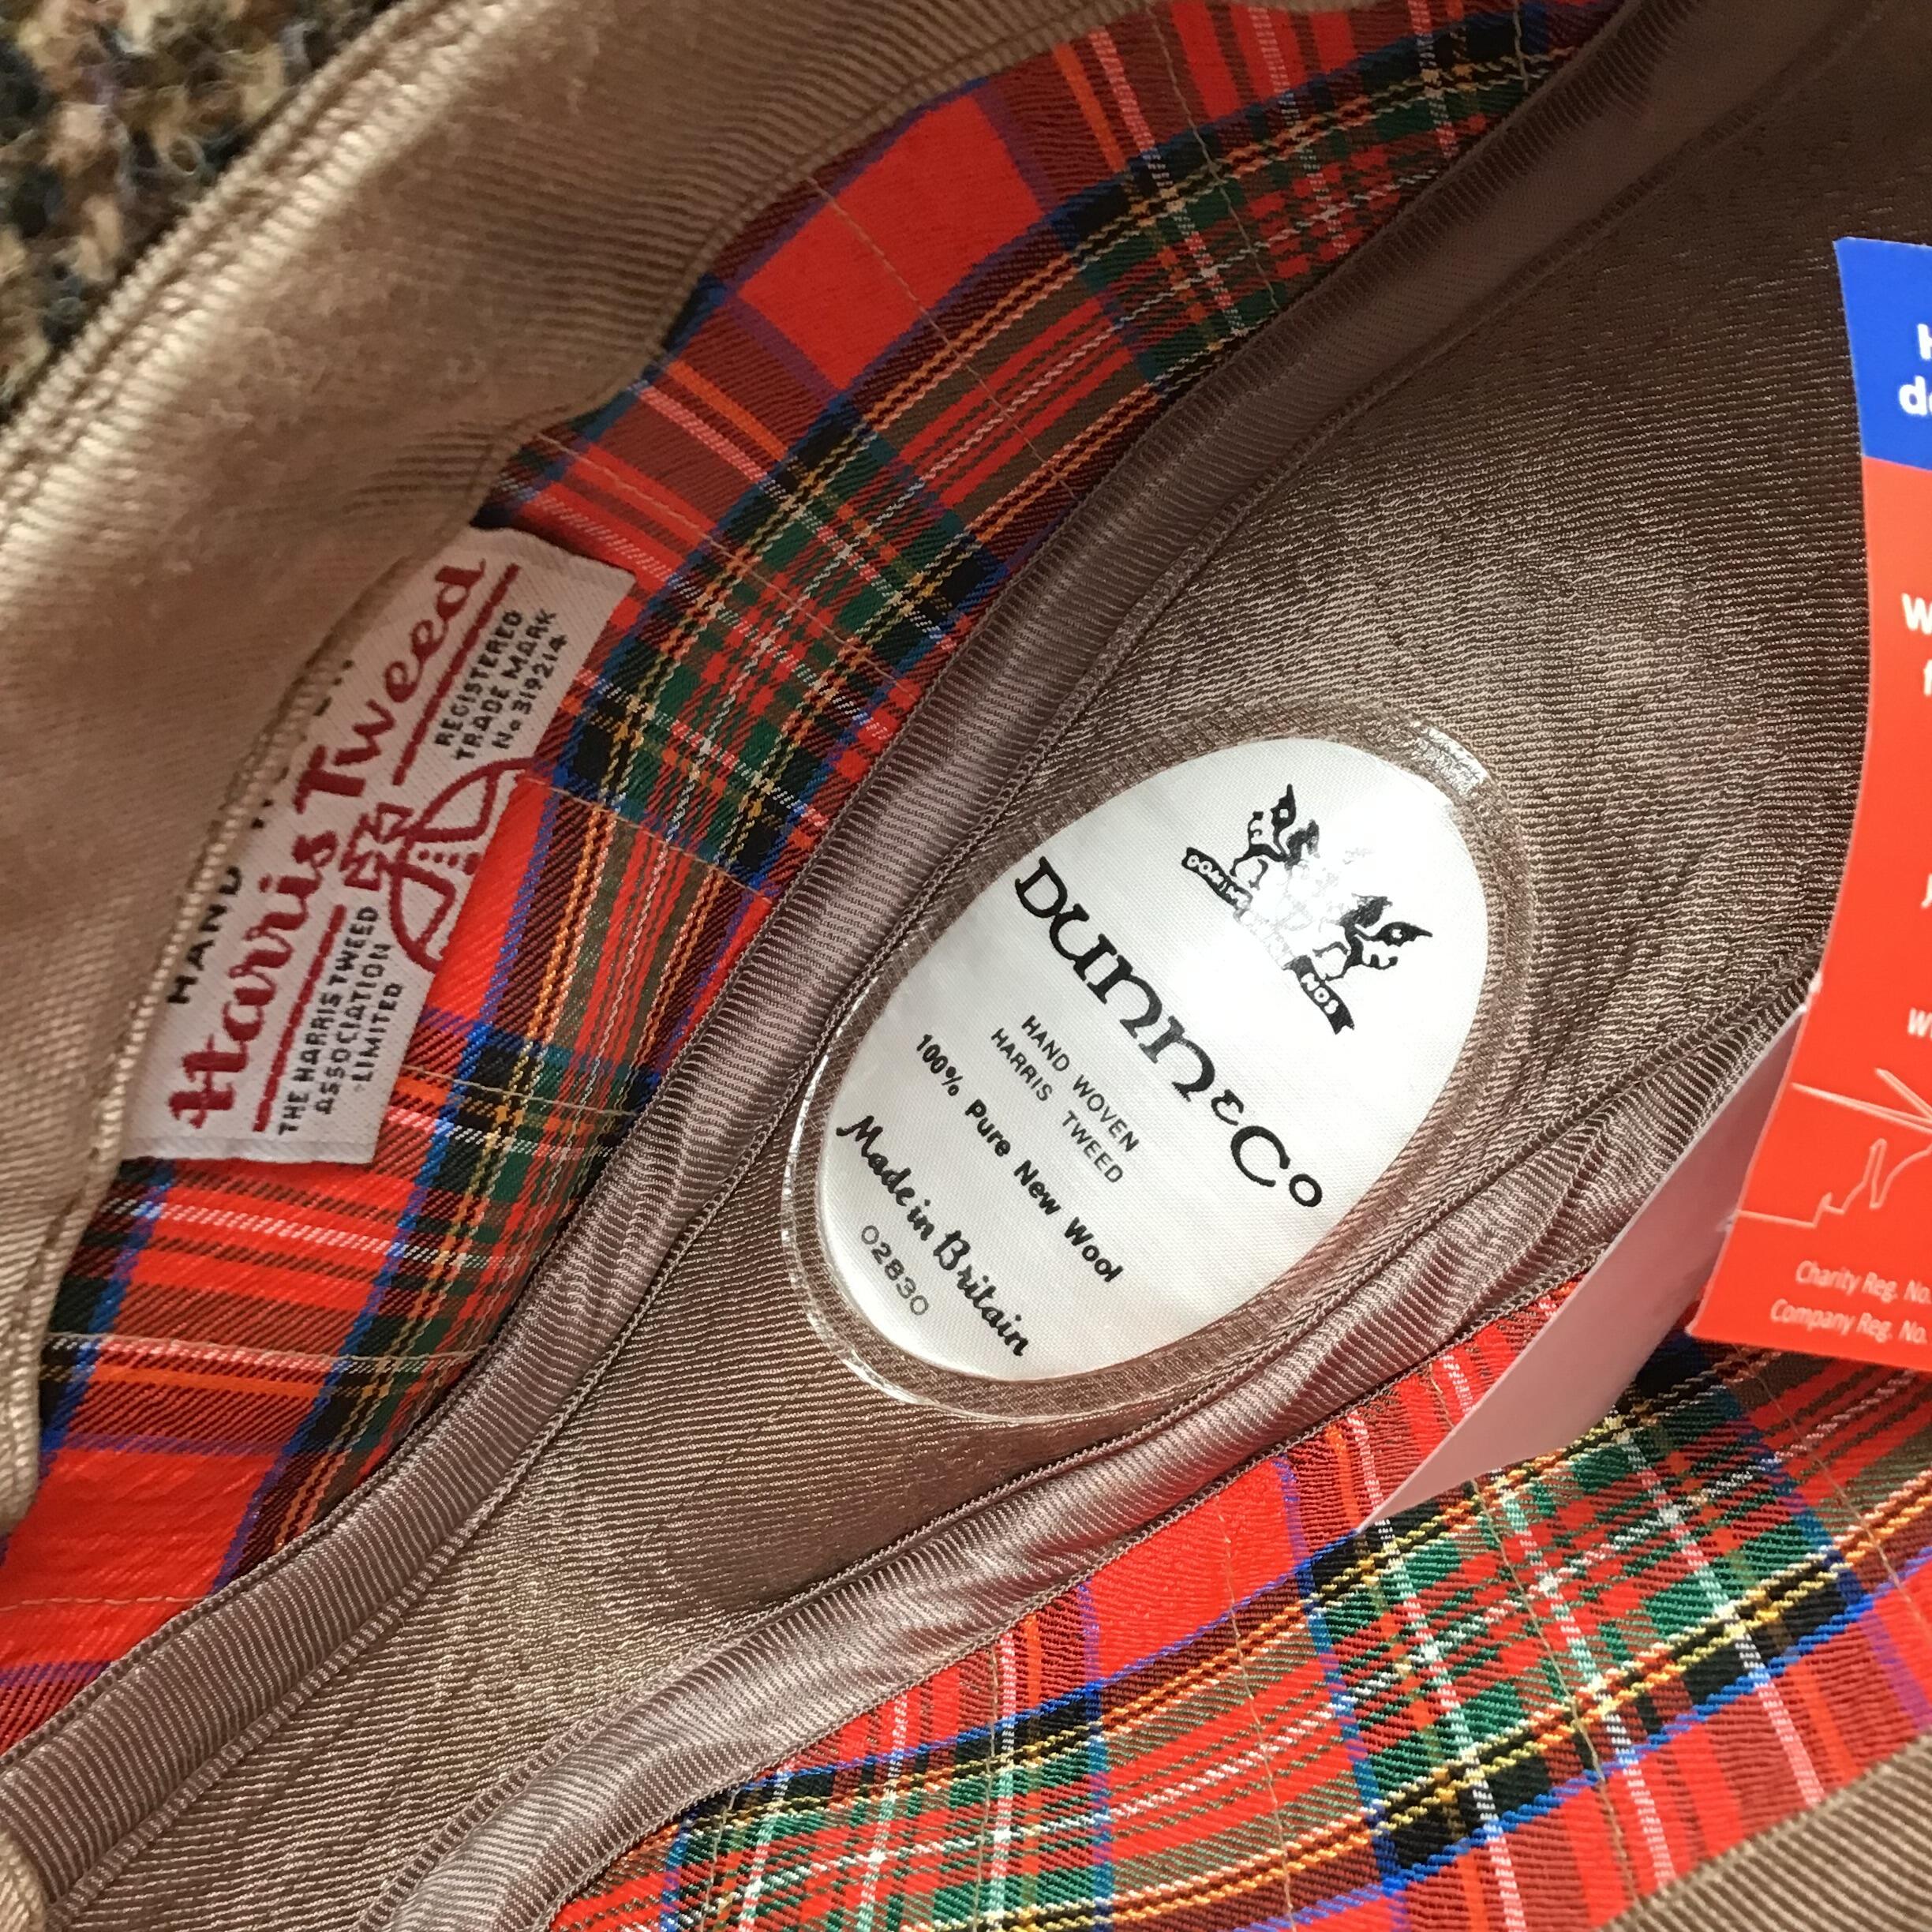 HAND
Harris Tweed
THE HARRIS TWEED
ASSOCIATION
LIMITED
REGISTERED
TRADE MARK
No 319214
DUNN & CO
HAND WOVEN
HARRIS TWEED
100% Pure New Wool
Made in Britain
02830
Charity Reg. No.
Company Reg. No